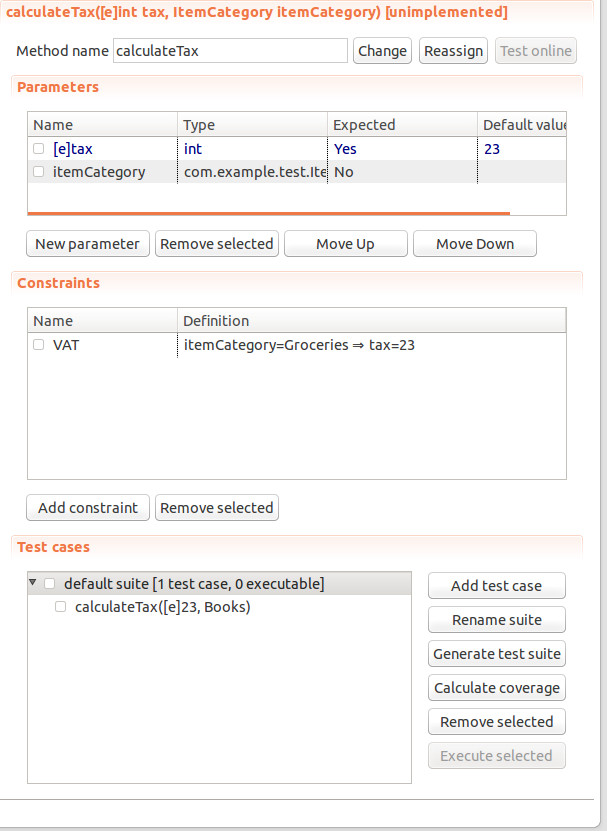 calculateTax([e]int tax, ItemCategory itemCategory) [unimplemented]
Method name calculateTax Change Reassign Test online
Parameters
Name Type Expected Default value
[e]tax int Yes 23
itemCategory com.example.test.Ite No
New parameter Remove selected Move Up Move Down
Constraints
Name Definition
VAT itemCategory=Groceries ⇒ tax=23
Add constraint Remove selected
Test cases
default suite [1 test case, 0 executable]
calculateTax([e]23, Books)
Add test case
Rename suite
Generate test suite
Calculate coverage
Remove selected
Execute selected